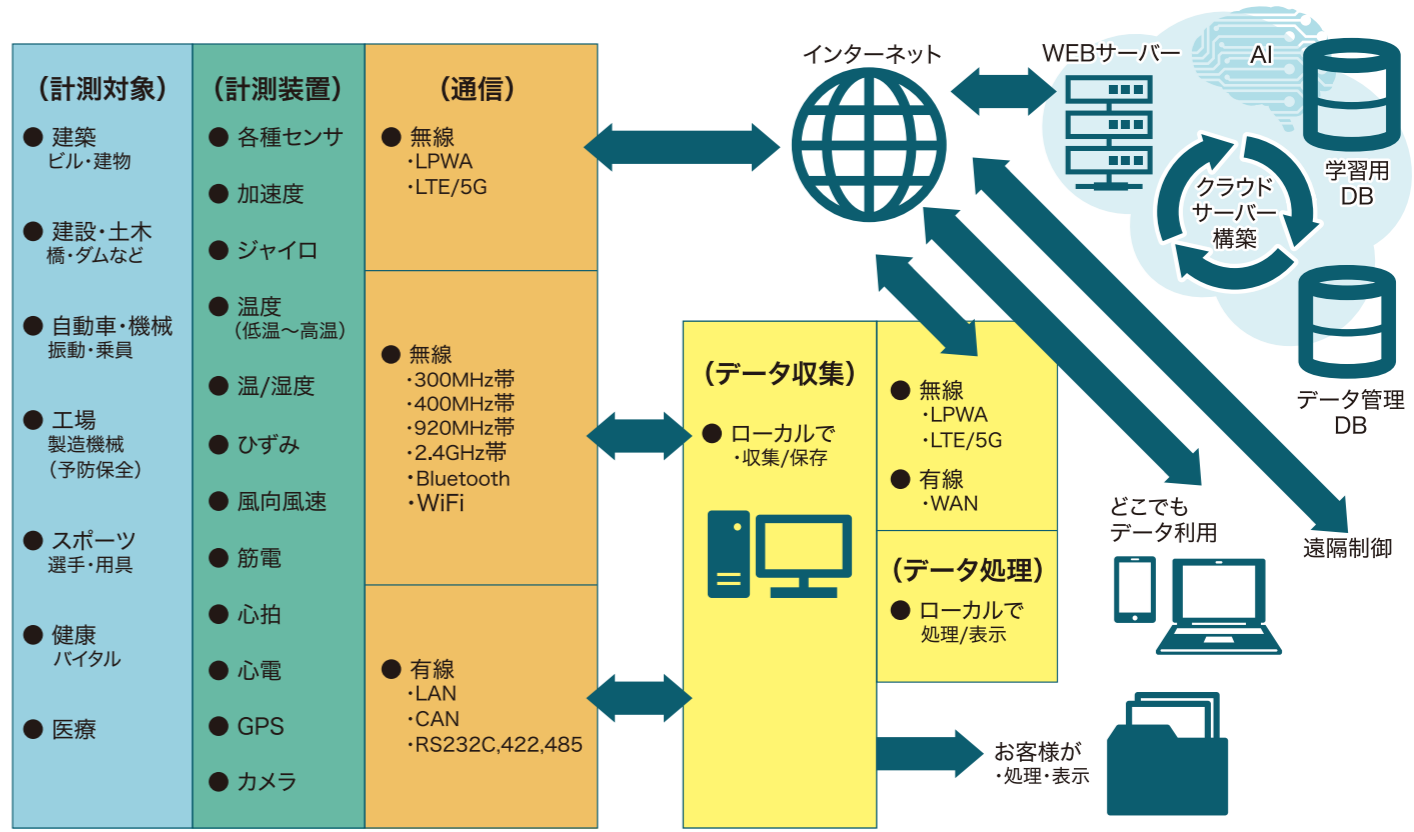 （計測対象）
● 建築
ビル・建物
● 建設・土木
橋・ダムなど
● 自動車・機械
振動・乗員
● 工場
製造機械
（予防保全）
● スポーツ
選手・用具
● 健康
バイタル
● 医療
（計測装置）
● 各種センサ
● 加速度
● ジャイロ
● 温度
（低温～高温）
● 温/湿度
● ひずみ
● 風向風速
● 筋電
● 心拍
● 心電
● GPS
● カメラ
（通信）
● 無線
・LPWA
・LTE/5G
● 無線
・300MHz帯
・400MHz帯
・920MHz帯
・2.4GHz帯
・Bluetooth
・WiFi
● 有線
・LAN
・CAN
・RS232C,422,485
（データ収集）
● ローカルで
・収集/保存
● 無線
・LPWA
・LTE/5G
● 有線
・WAN
（データ処理）
● ローカルで
処理/表示
インターネット
WEBサーバー
AI
学習用
DB
クラウド
サーバー
構築
データ管理
DB
どこでも
データ利用
遠隔制御
お客様が
・処理・表示